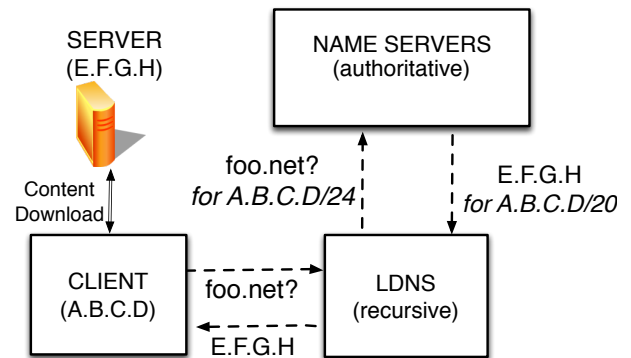 SERVER
(E.F.G.H)
NAME SERVERS
(authoritative)
foo.net?
for A.B.C.D/24
E.F.G.H
for A.B.C.D/20
Content
Download
CLIENT
(A.B.C.D)
foo.net?
E.F.G.H
LDNS
(recursive)